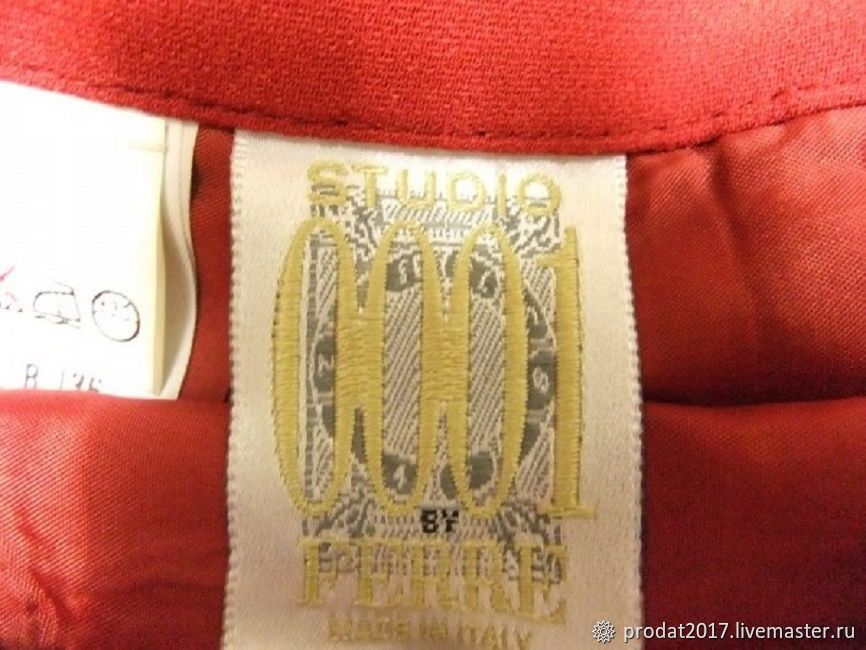 STUDIO
0001
BY
FERRE
MADE IN ITALY
prodat2017.livemaster.ru